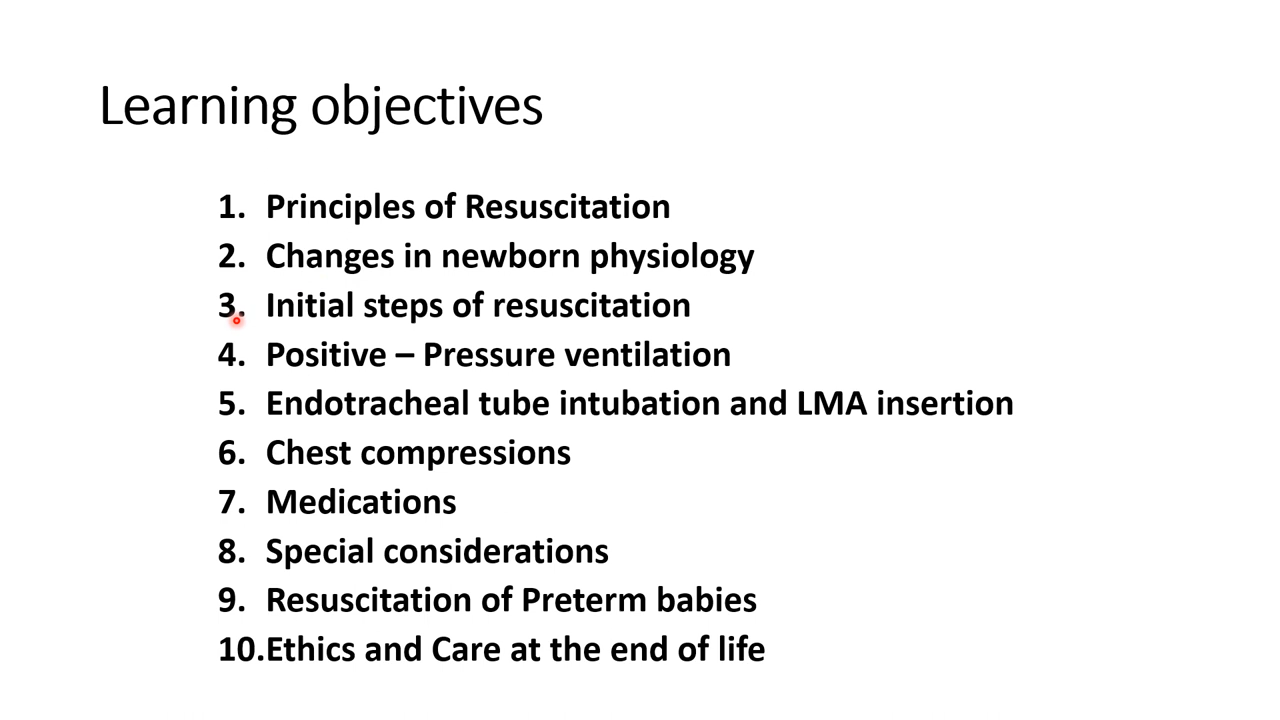 Learning objectives
1. Principles of Resuscitation
2. Changes in newborn physiology
3. Initial steps of resuscitation
4. Positive – Pressure ventilation
5. Endotracheal tube intubation and LMA insertion
6. Chest compressions
7. Medications
8. Special considerations
9. Resuscitation of Preterm babies
10.Ethics and Care at the end of life